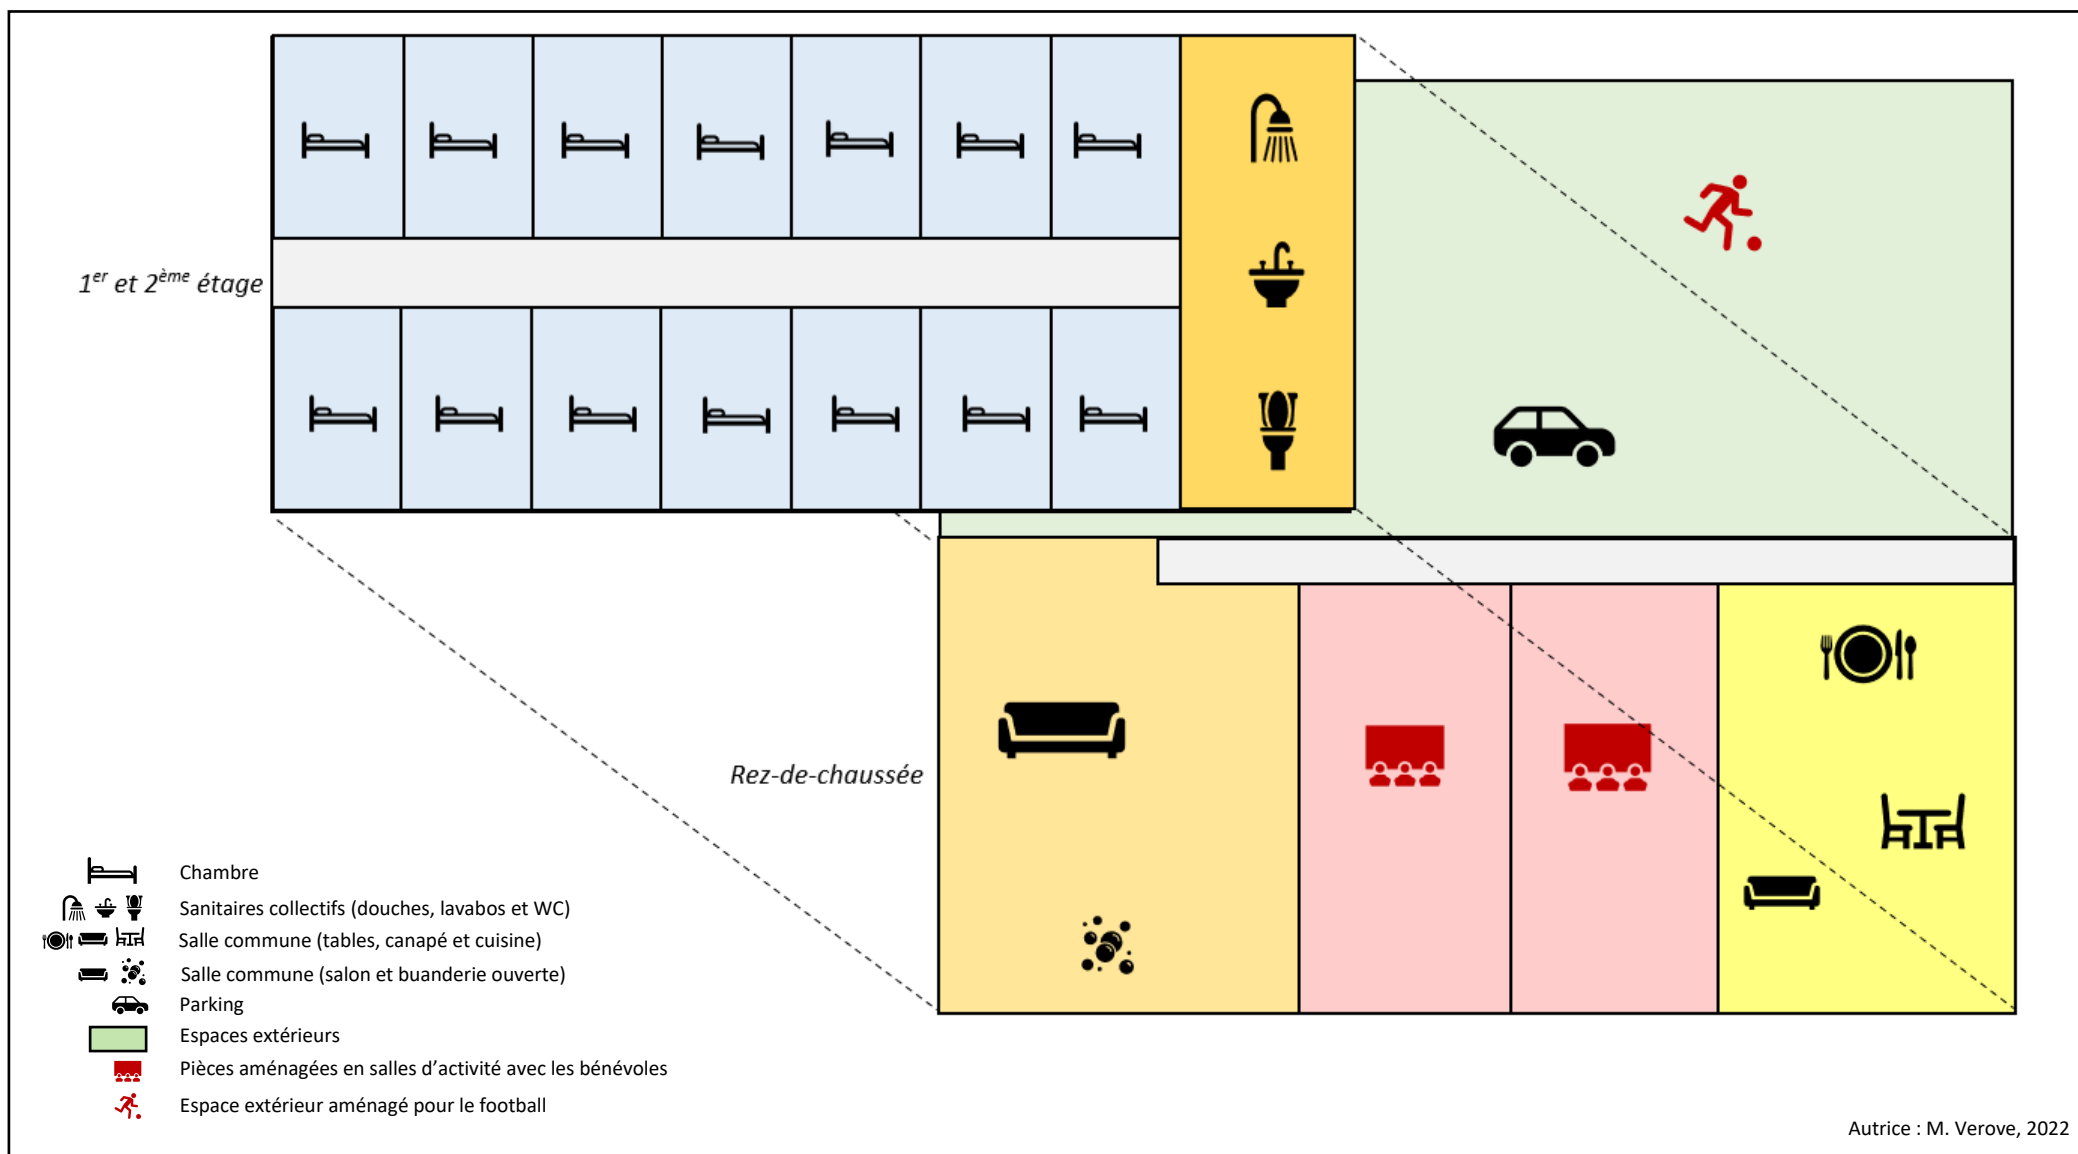 1er et 2ème étage
Rez-de-chaussée
Chambre
Sanitaires collectifs (douches, lavabos et WC)
Salle commune (tables, canapé et cuisine)
Salle commune (salon et buanderie ouverte)
Parking
Espaces extérieurs
Pièces aménagées en salles d’activité avec les bénévoles
Espace extérieur aménagé pour le football
Autrice : M. Verove, 2022